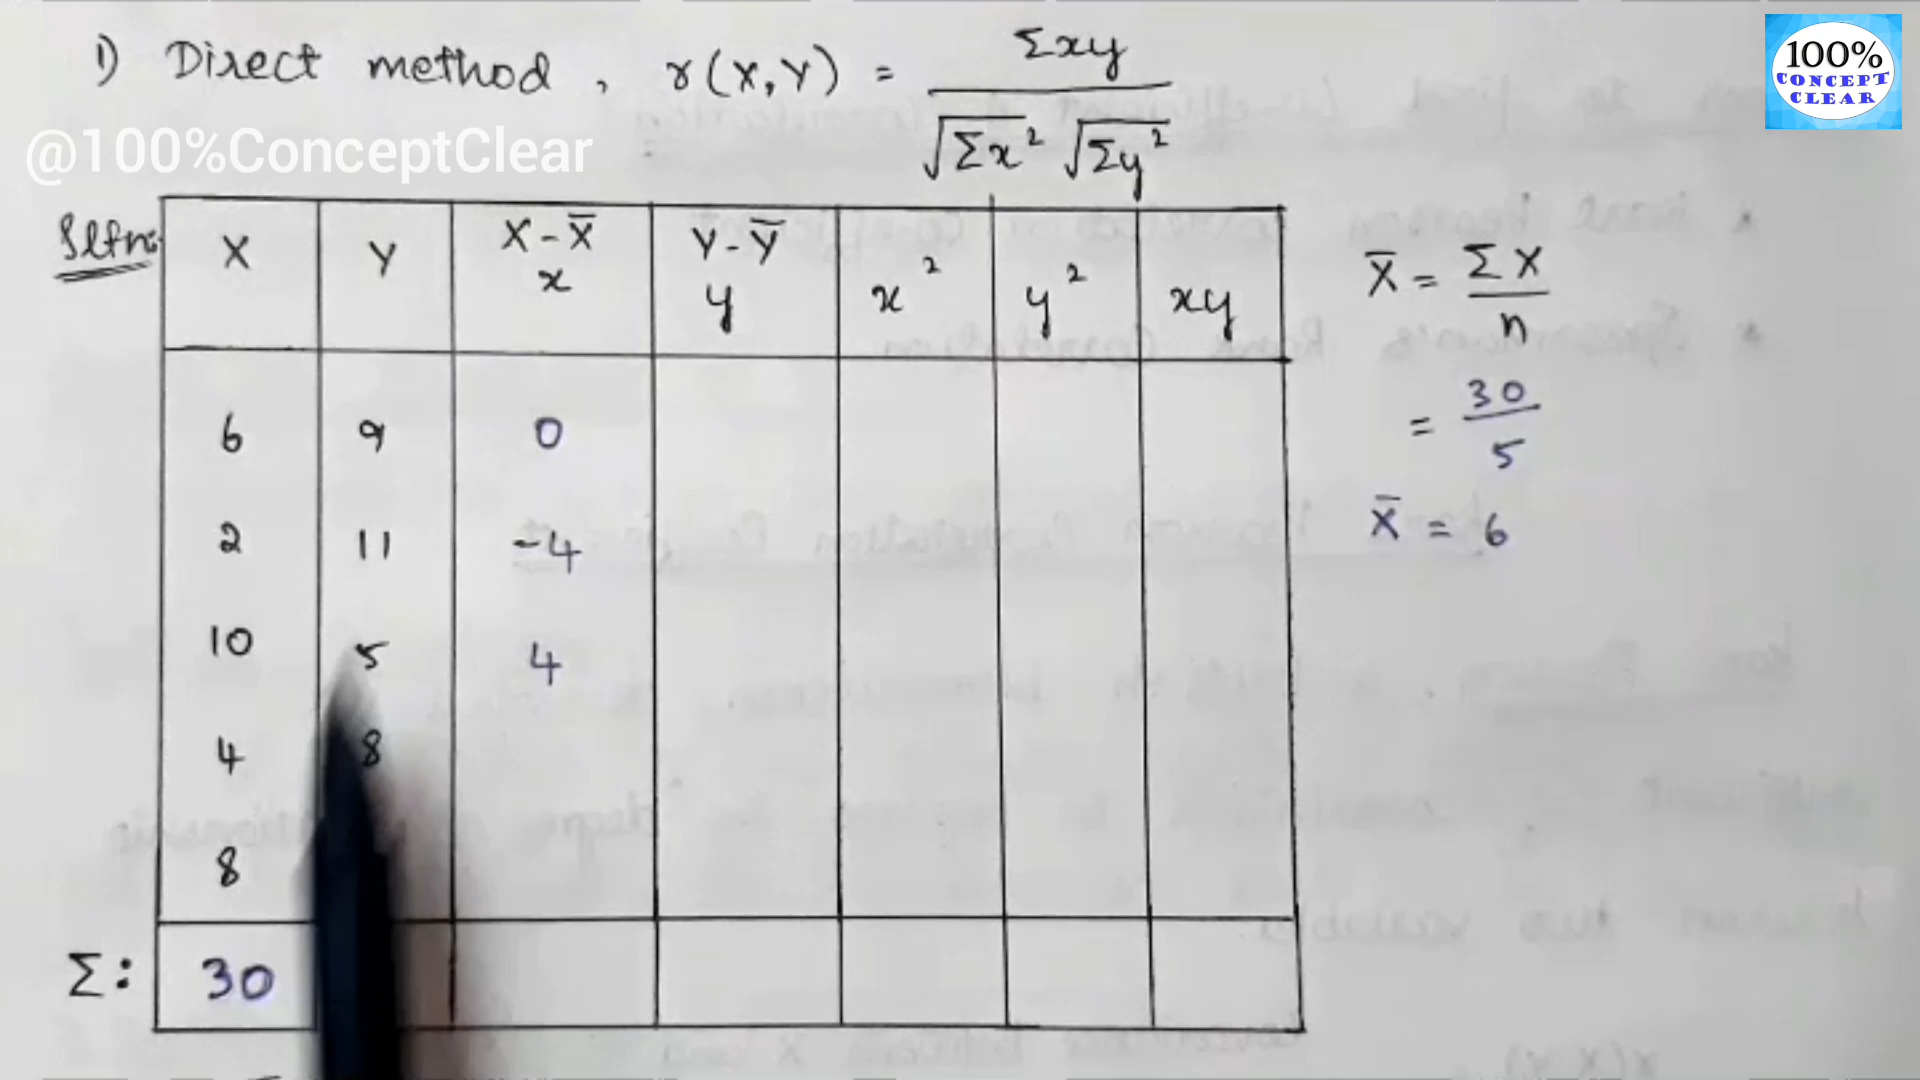 1) Direct method, r(X,Y) = Σxy / √Σx² √Σy²
100% CONCEPT CLEAR
@100%ConceptClear
Sltn:
X Y X-X̄ x Y-Ȳ y x² y² xy
6 9 0
2 11 -4
10 5 4
4 8
8
Σ: 30
X̄ = ΣX / n
= 30 / 5
X̄ = 6